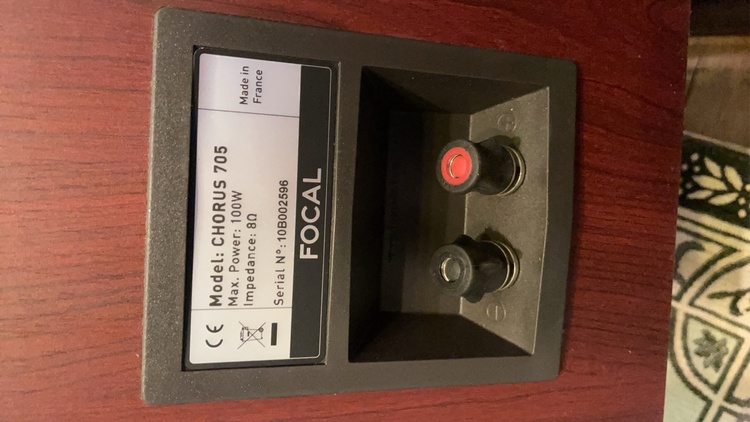 CE
Model: CHORUS 705
Max. Power: 100W
Impedance: 8Ω
Made in
France
Serial N°: 10B002596
FOCAL